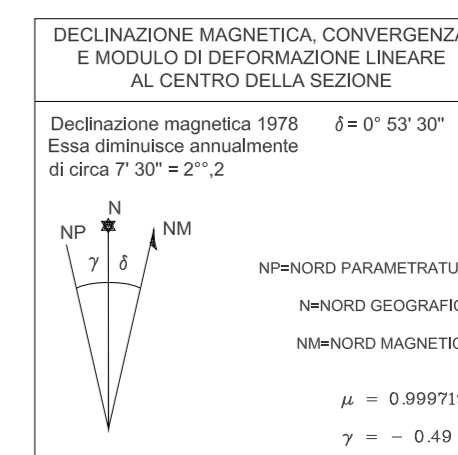 DECLINAZIONE MAGNETICA, CONVERGENZA
E MODULO DI DEFORMAZIONE LINEARE
AL CENTRO DELLA SEZIONE
Declinazione magnetica 1978 δ = 0° 53' 30"
Essa diminuisce annualmente
di circa 7' 30" = 2°°,2
N
NP NM
γ δ
NP=NORD PARAMETRATU
N=NORD GEOGRAFIC
NM=NORD MAGNETIC
μ = 0.99971
γ = - 0.49